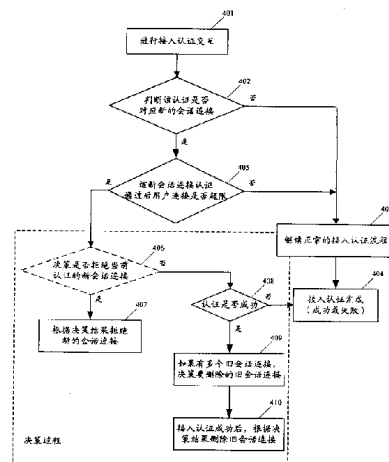 401
进行接入认证交互
402
判断该认证是否
对应新的会话连接
否
是
405
该新会话连接认证
通过后用户连接是否超限
是
否
继续正常的接入认证流程
406
决策是否拒绝当前
认证的新会话连接
否
是
408
认证是否成功
否
是
404
接入认证完成
(成功或失败)
407
根据决策结果拒绝
新的会话连接
409
如果有多个旧会话连接,
决策要删除的旧会话连接
410
接入认证成功后,根据决
策结果删除旧会话连接
决策过程